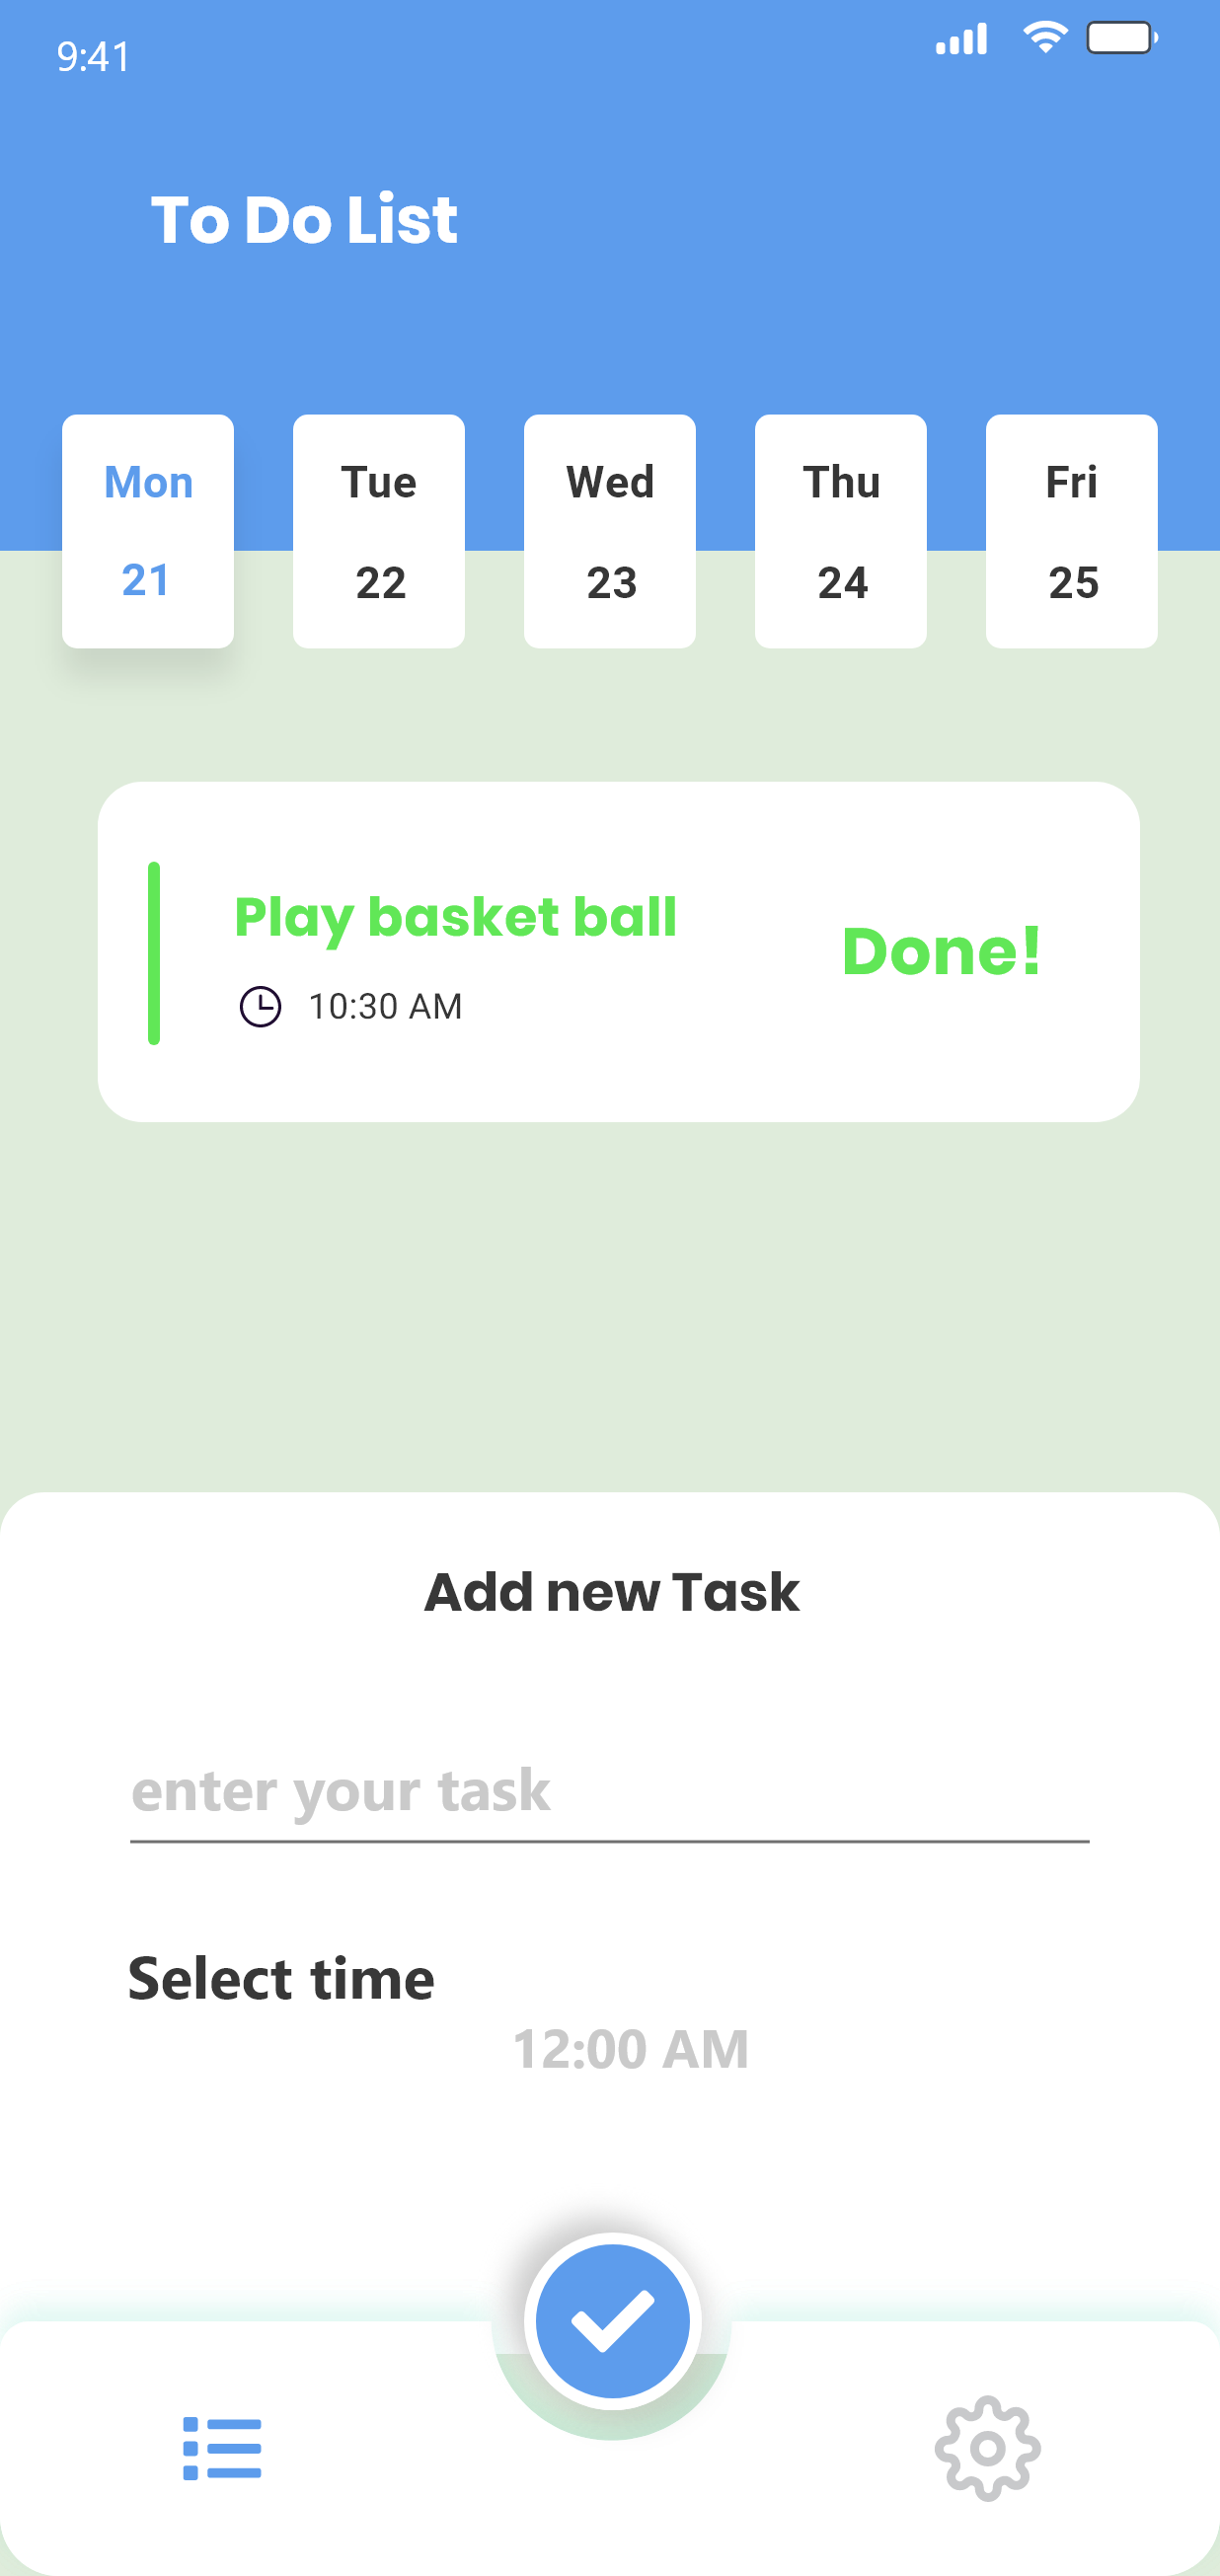 9:41
To Do List
Mon Tue Wed Thu Fri
21 22 23 24 25
Play basket ball
Done!
10:30 AM
Add new Task
enter your task
Select time
12:00 AM